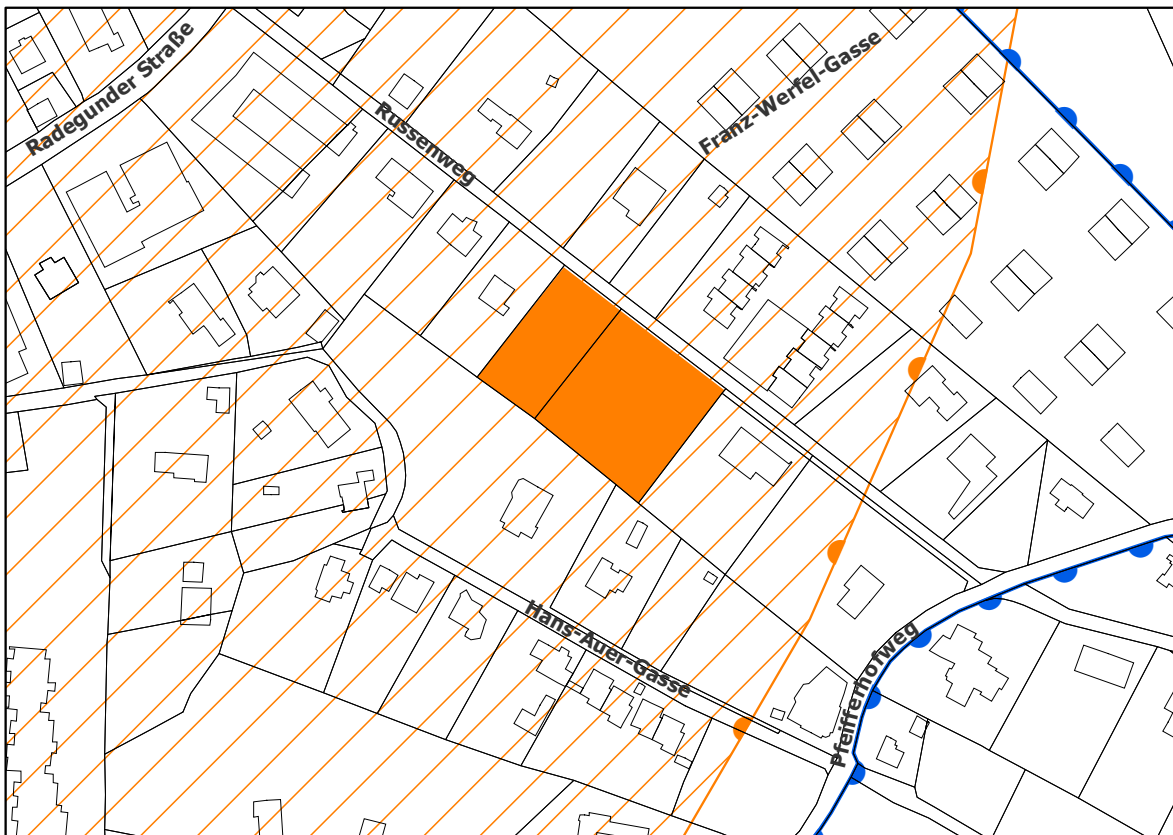 Radegunder Straße
Russenweg
Franz-Werfel-Gasse
Hans-Auer-Gasse
Pfeifferhofweg